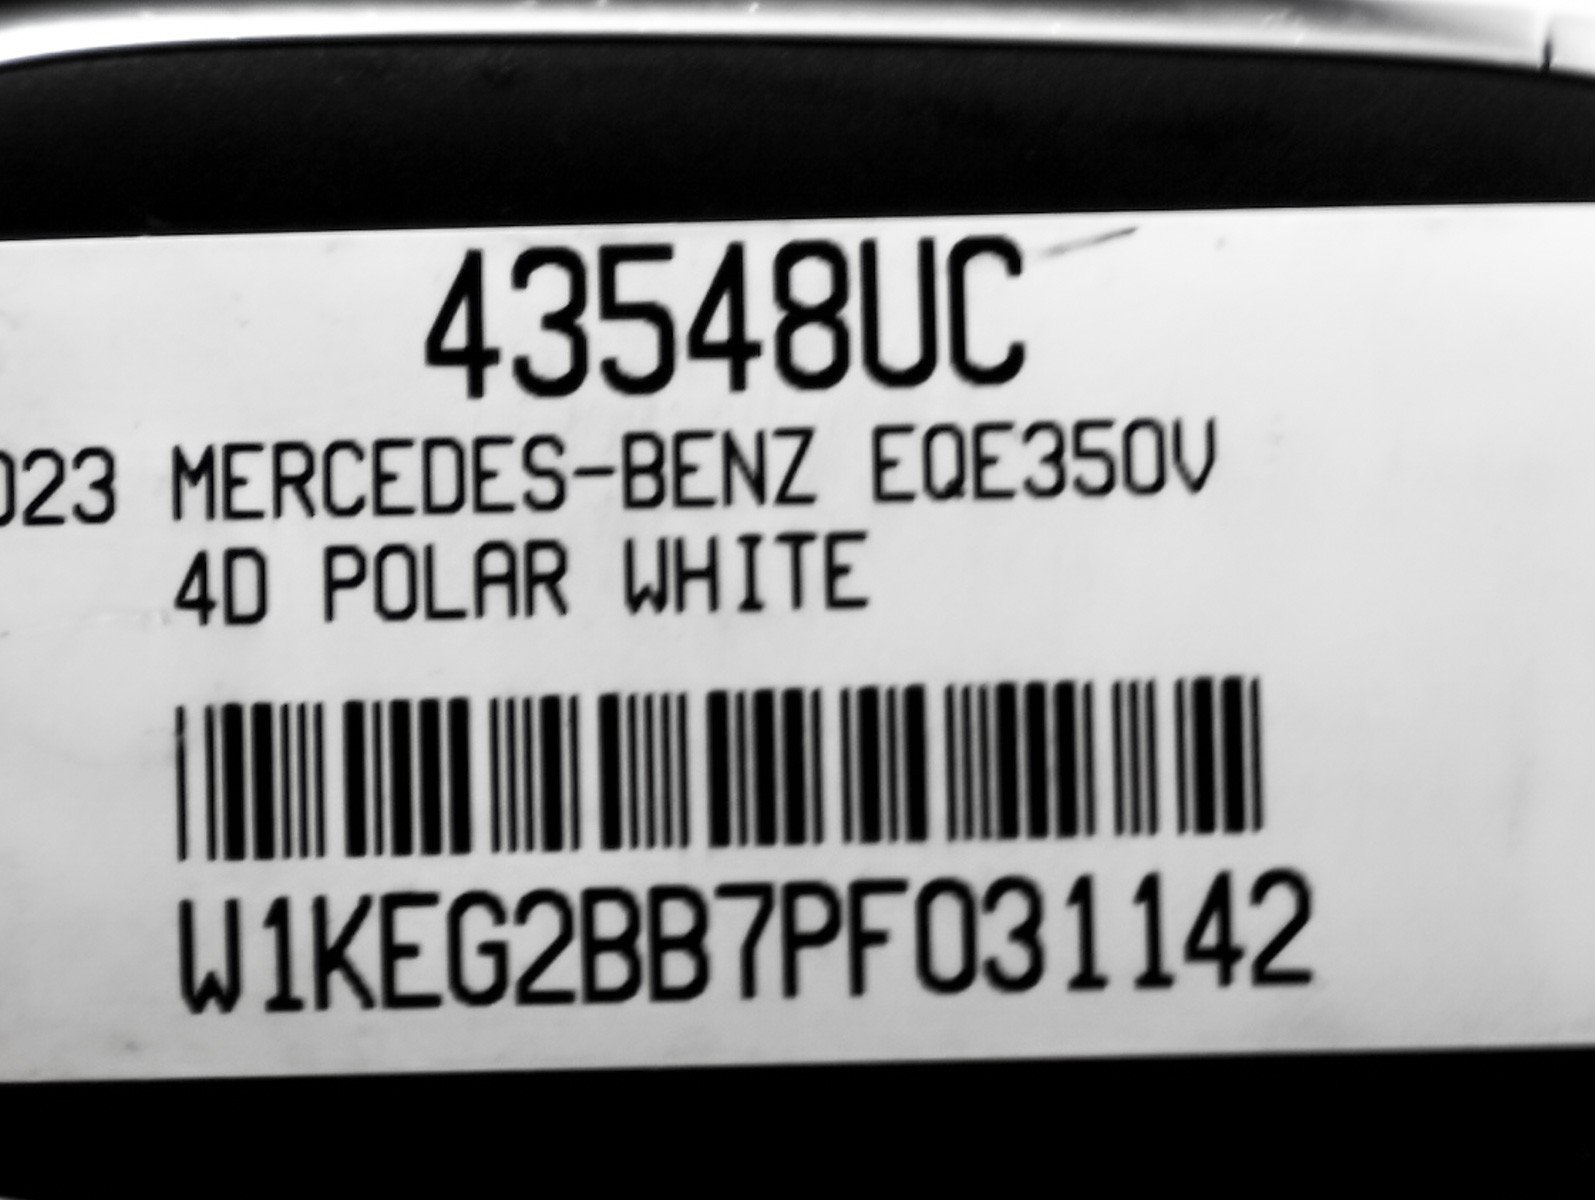 43548UC
023 MERCEDES-BENZ EQE350V
4D POLAR WHITE
W1KEG2BB7PF031142